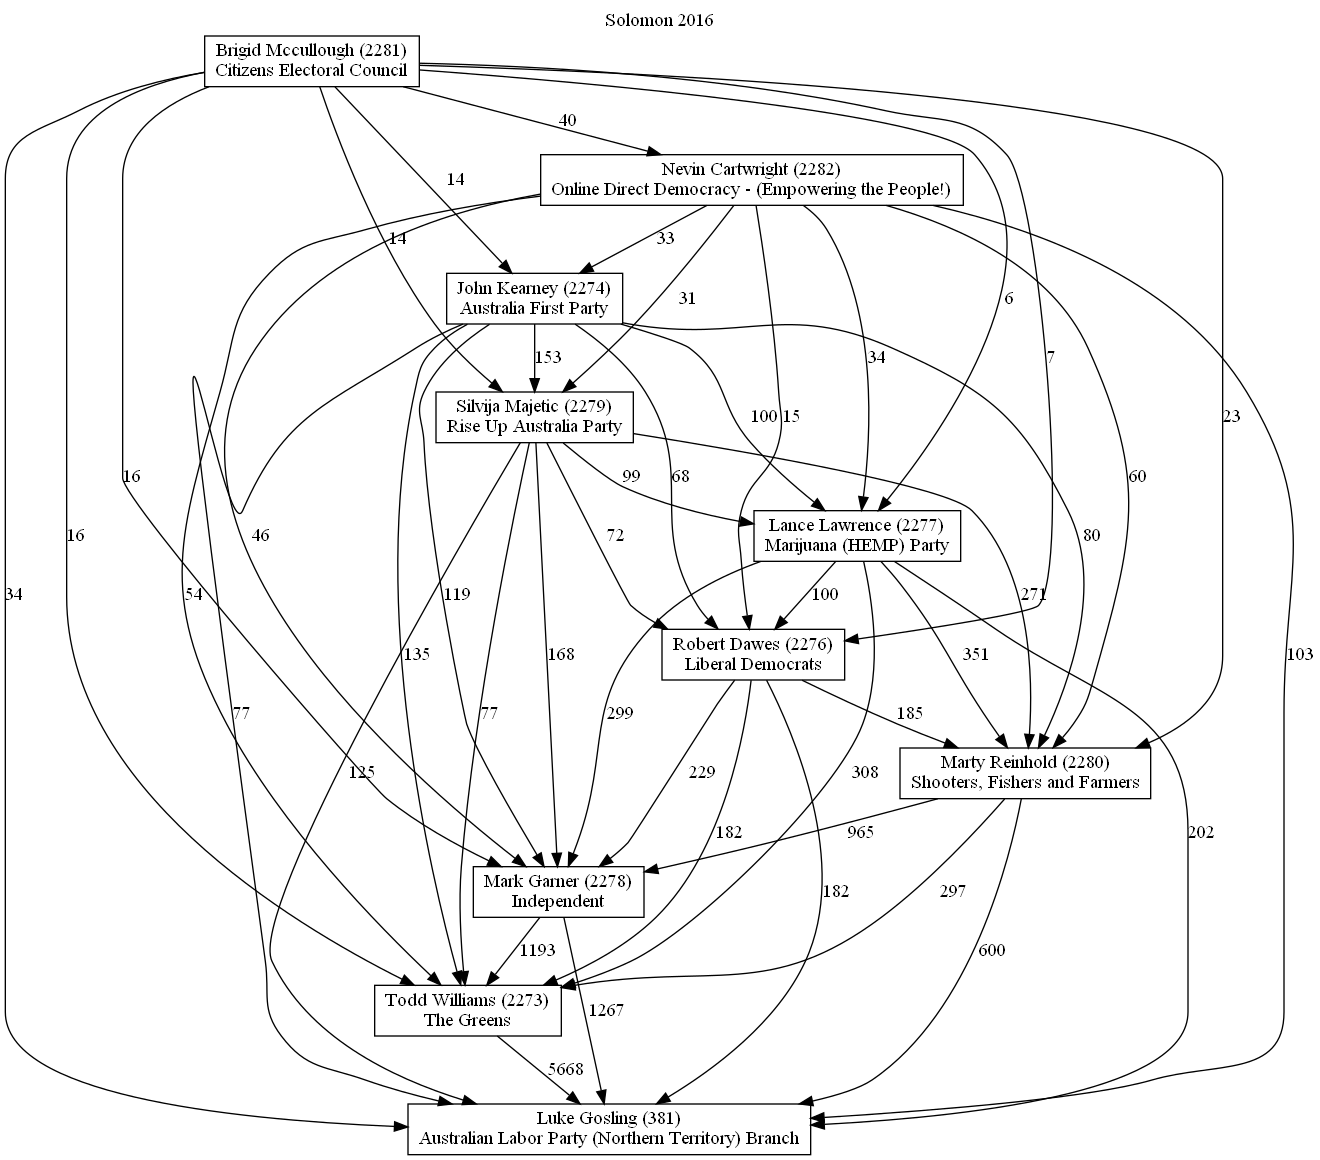 Solomon 2016
Brigid Mccullough (2281)
Citizens Electoral Council
40
Nevin Cartwright (2282)
Online Direct Democracy - (Empowering the People!)
14
14
33
John Kearney (2274)
Australia First Party
31
6
153
34
7
Silvija Majetic (2279)
Rise Up Australia Party
100
15
23
16
99
68
60
Lance Lawrence (2277)
Marijuana (HEMP) Party
16
46
72
80
34
54
119
100
271
Robert Dawes (2276)
Liberal Democrats
135
168
351
103
77
77
299
185
Marty Reinhold (2280)
Shooters, Fishers and Farmers
125
229
308
182
965
202
Mark Garner (2278)
Independent
182
297
1193
600
Todd Williams (2273)
The Greens
1267
5668
Luke Gosling (381)
Australian Labor Party (Northern Territory) Branch